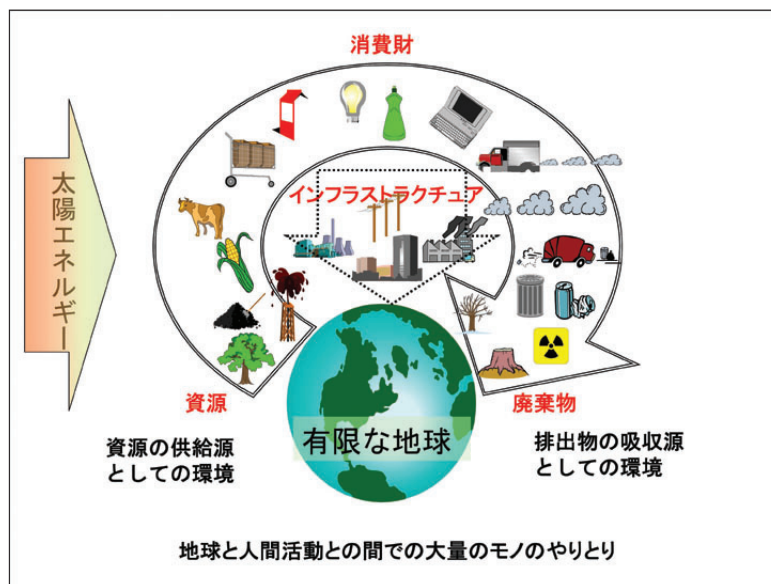 消費財
太陽エネルギー
インフラストラクチュア
資源
廃棄物
資源の供給源
としての環境
有限な地球
排出物の吸収源
としての環境
地球と人間活動との間での大量のモノのやりとり